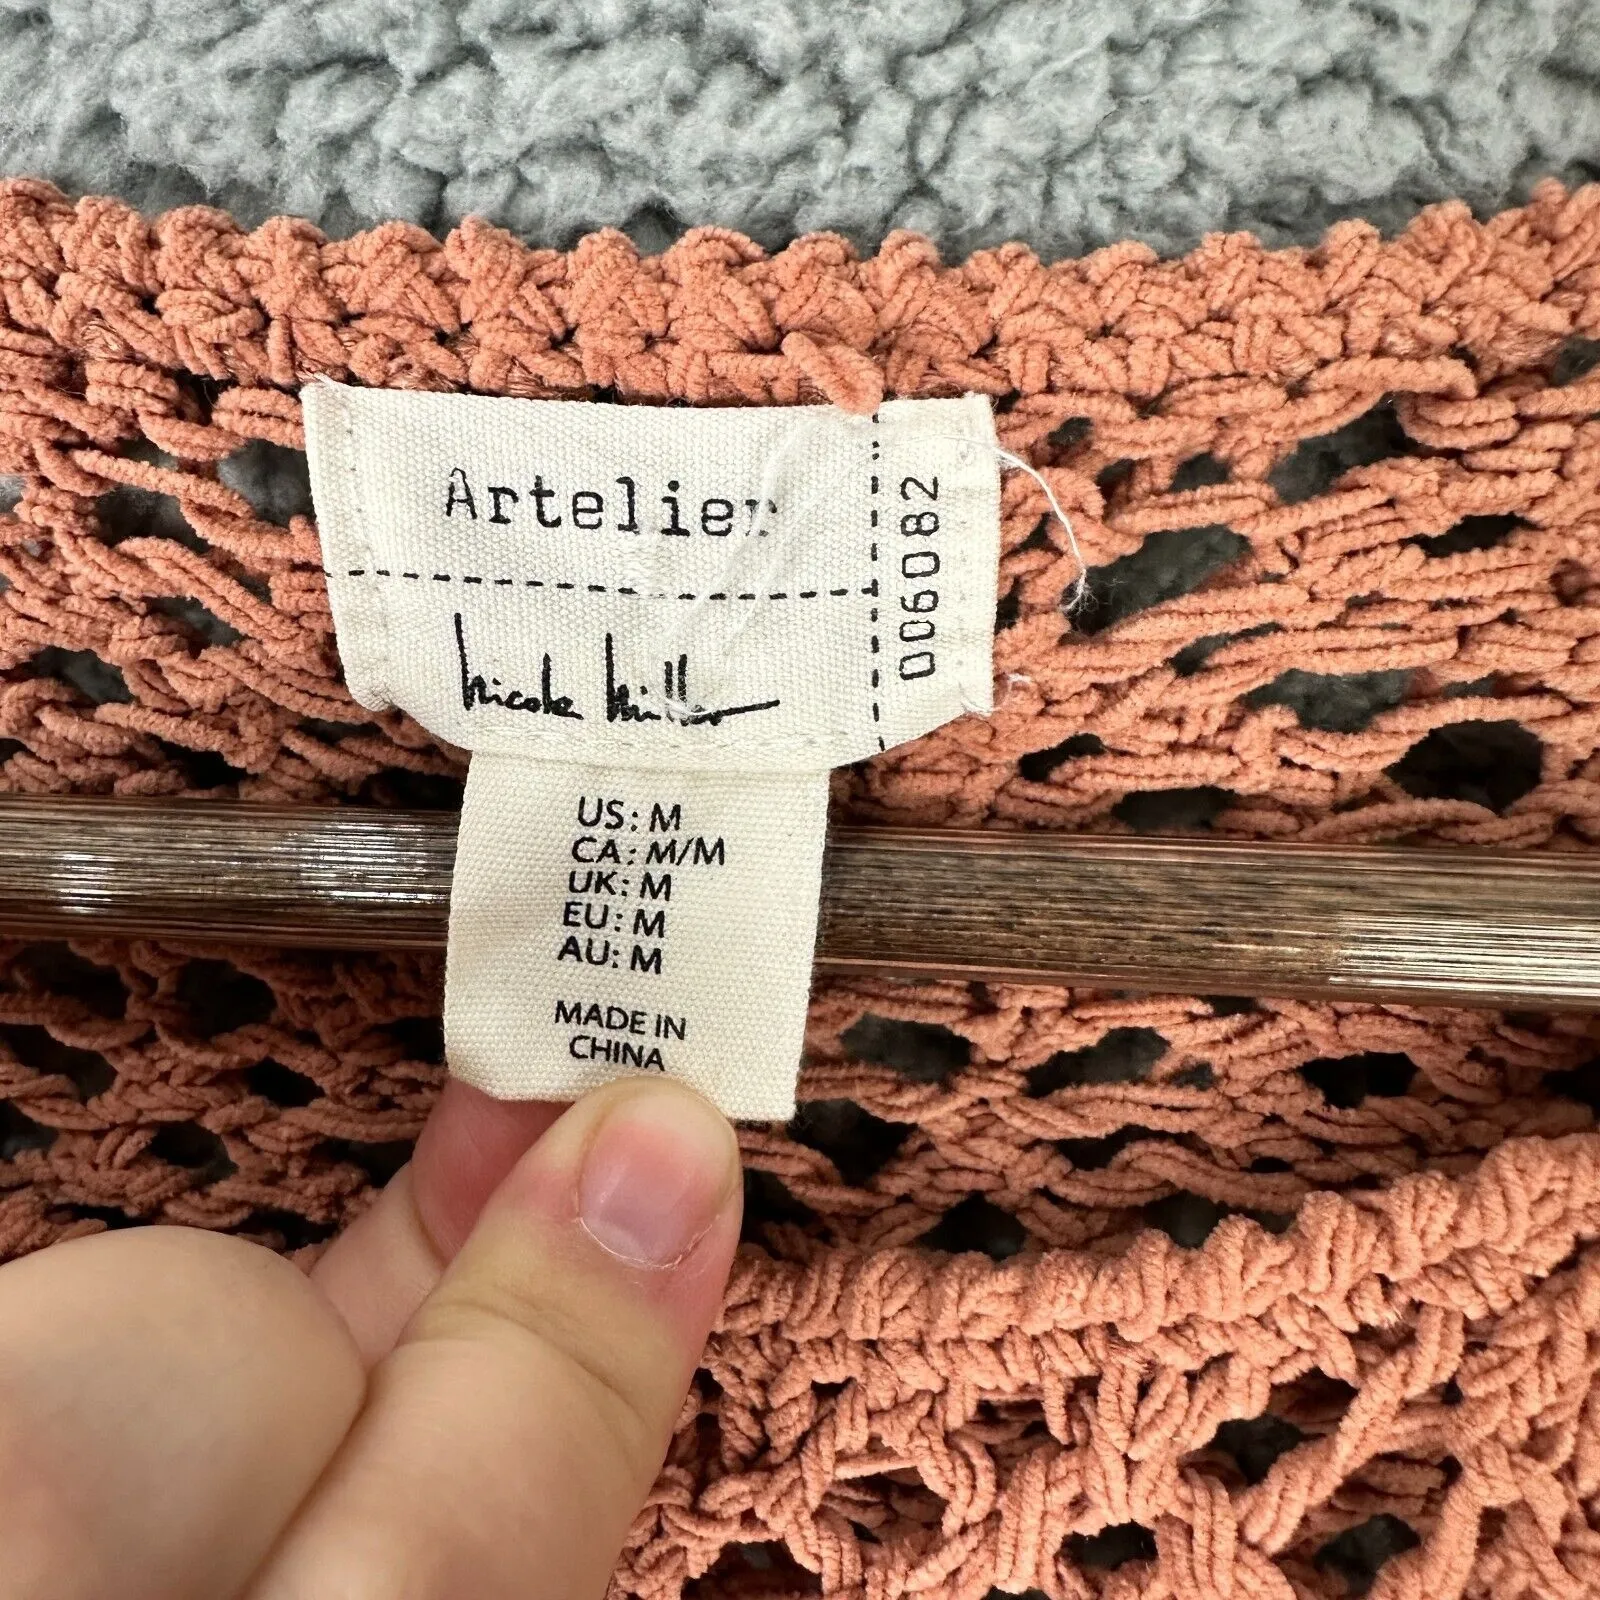 Artelier
nicole miller
006082
US: M
CA: M/M
UK: M
EU: M
AU: M
MADE IN
CHINA